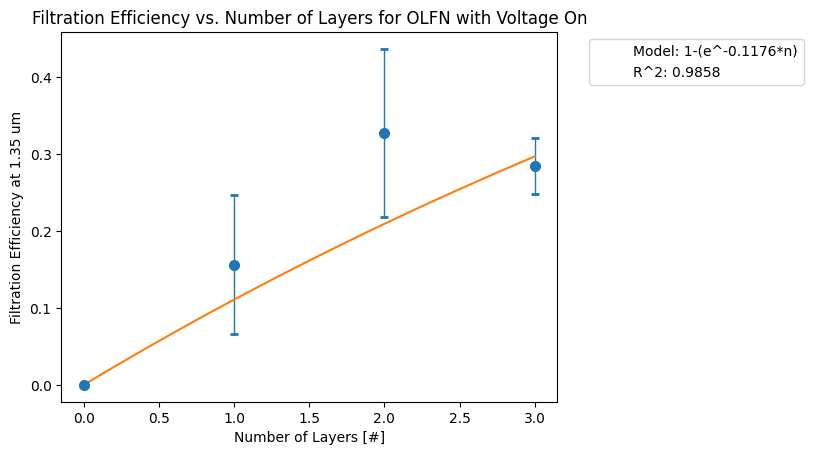 Filtration Efficiency vs. Number of Layers for OLFN with Voltage On
Model: 1-(e^-0.1176*n)
R^2: 0.9858
Filtration Efficiency at 1.35 um
0.4
0.3
0.2
0.1
0.0
0.0 0.5 1.0 1.5 2.0 2.5 3.0
Number of Layers [#]